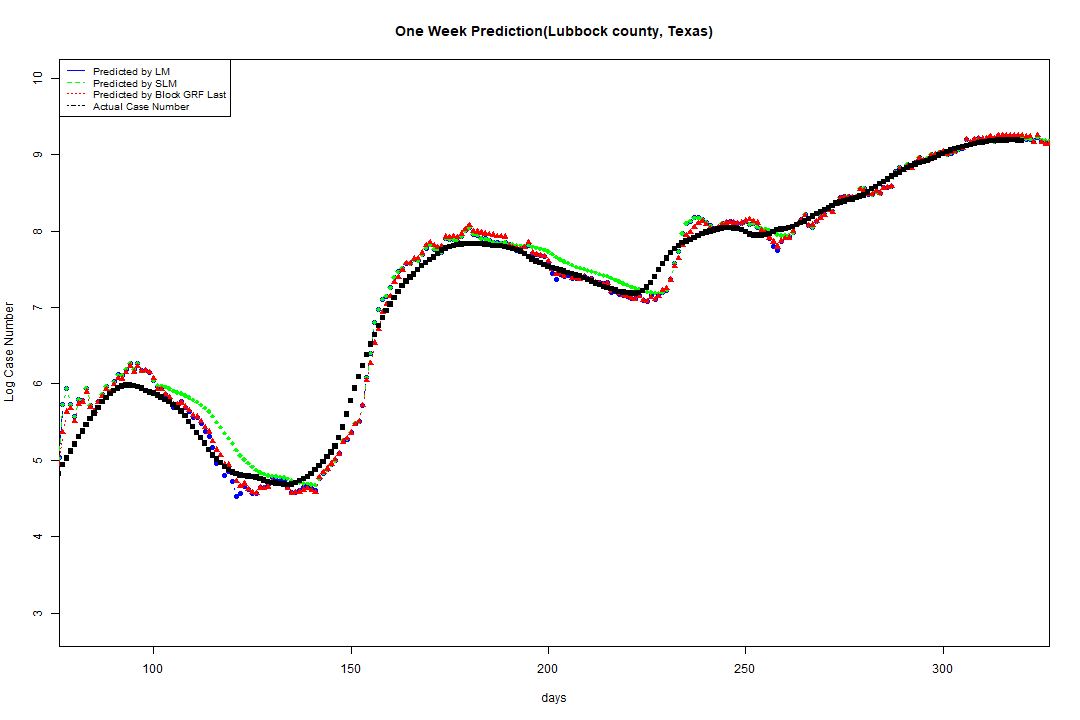 One Week Prediction(Lubbock county, Texas)
Predicted by LM
Predicted by SLM
Predicted by Block GRF Last
Actual Case Number
Log Case Number
10
9
8
7
6
5
4
3
100 150 200 250 300
days